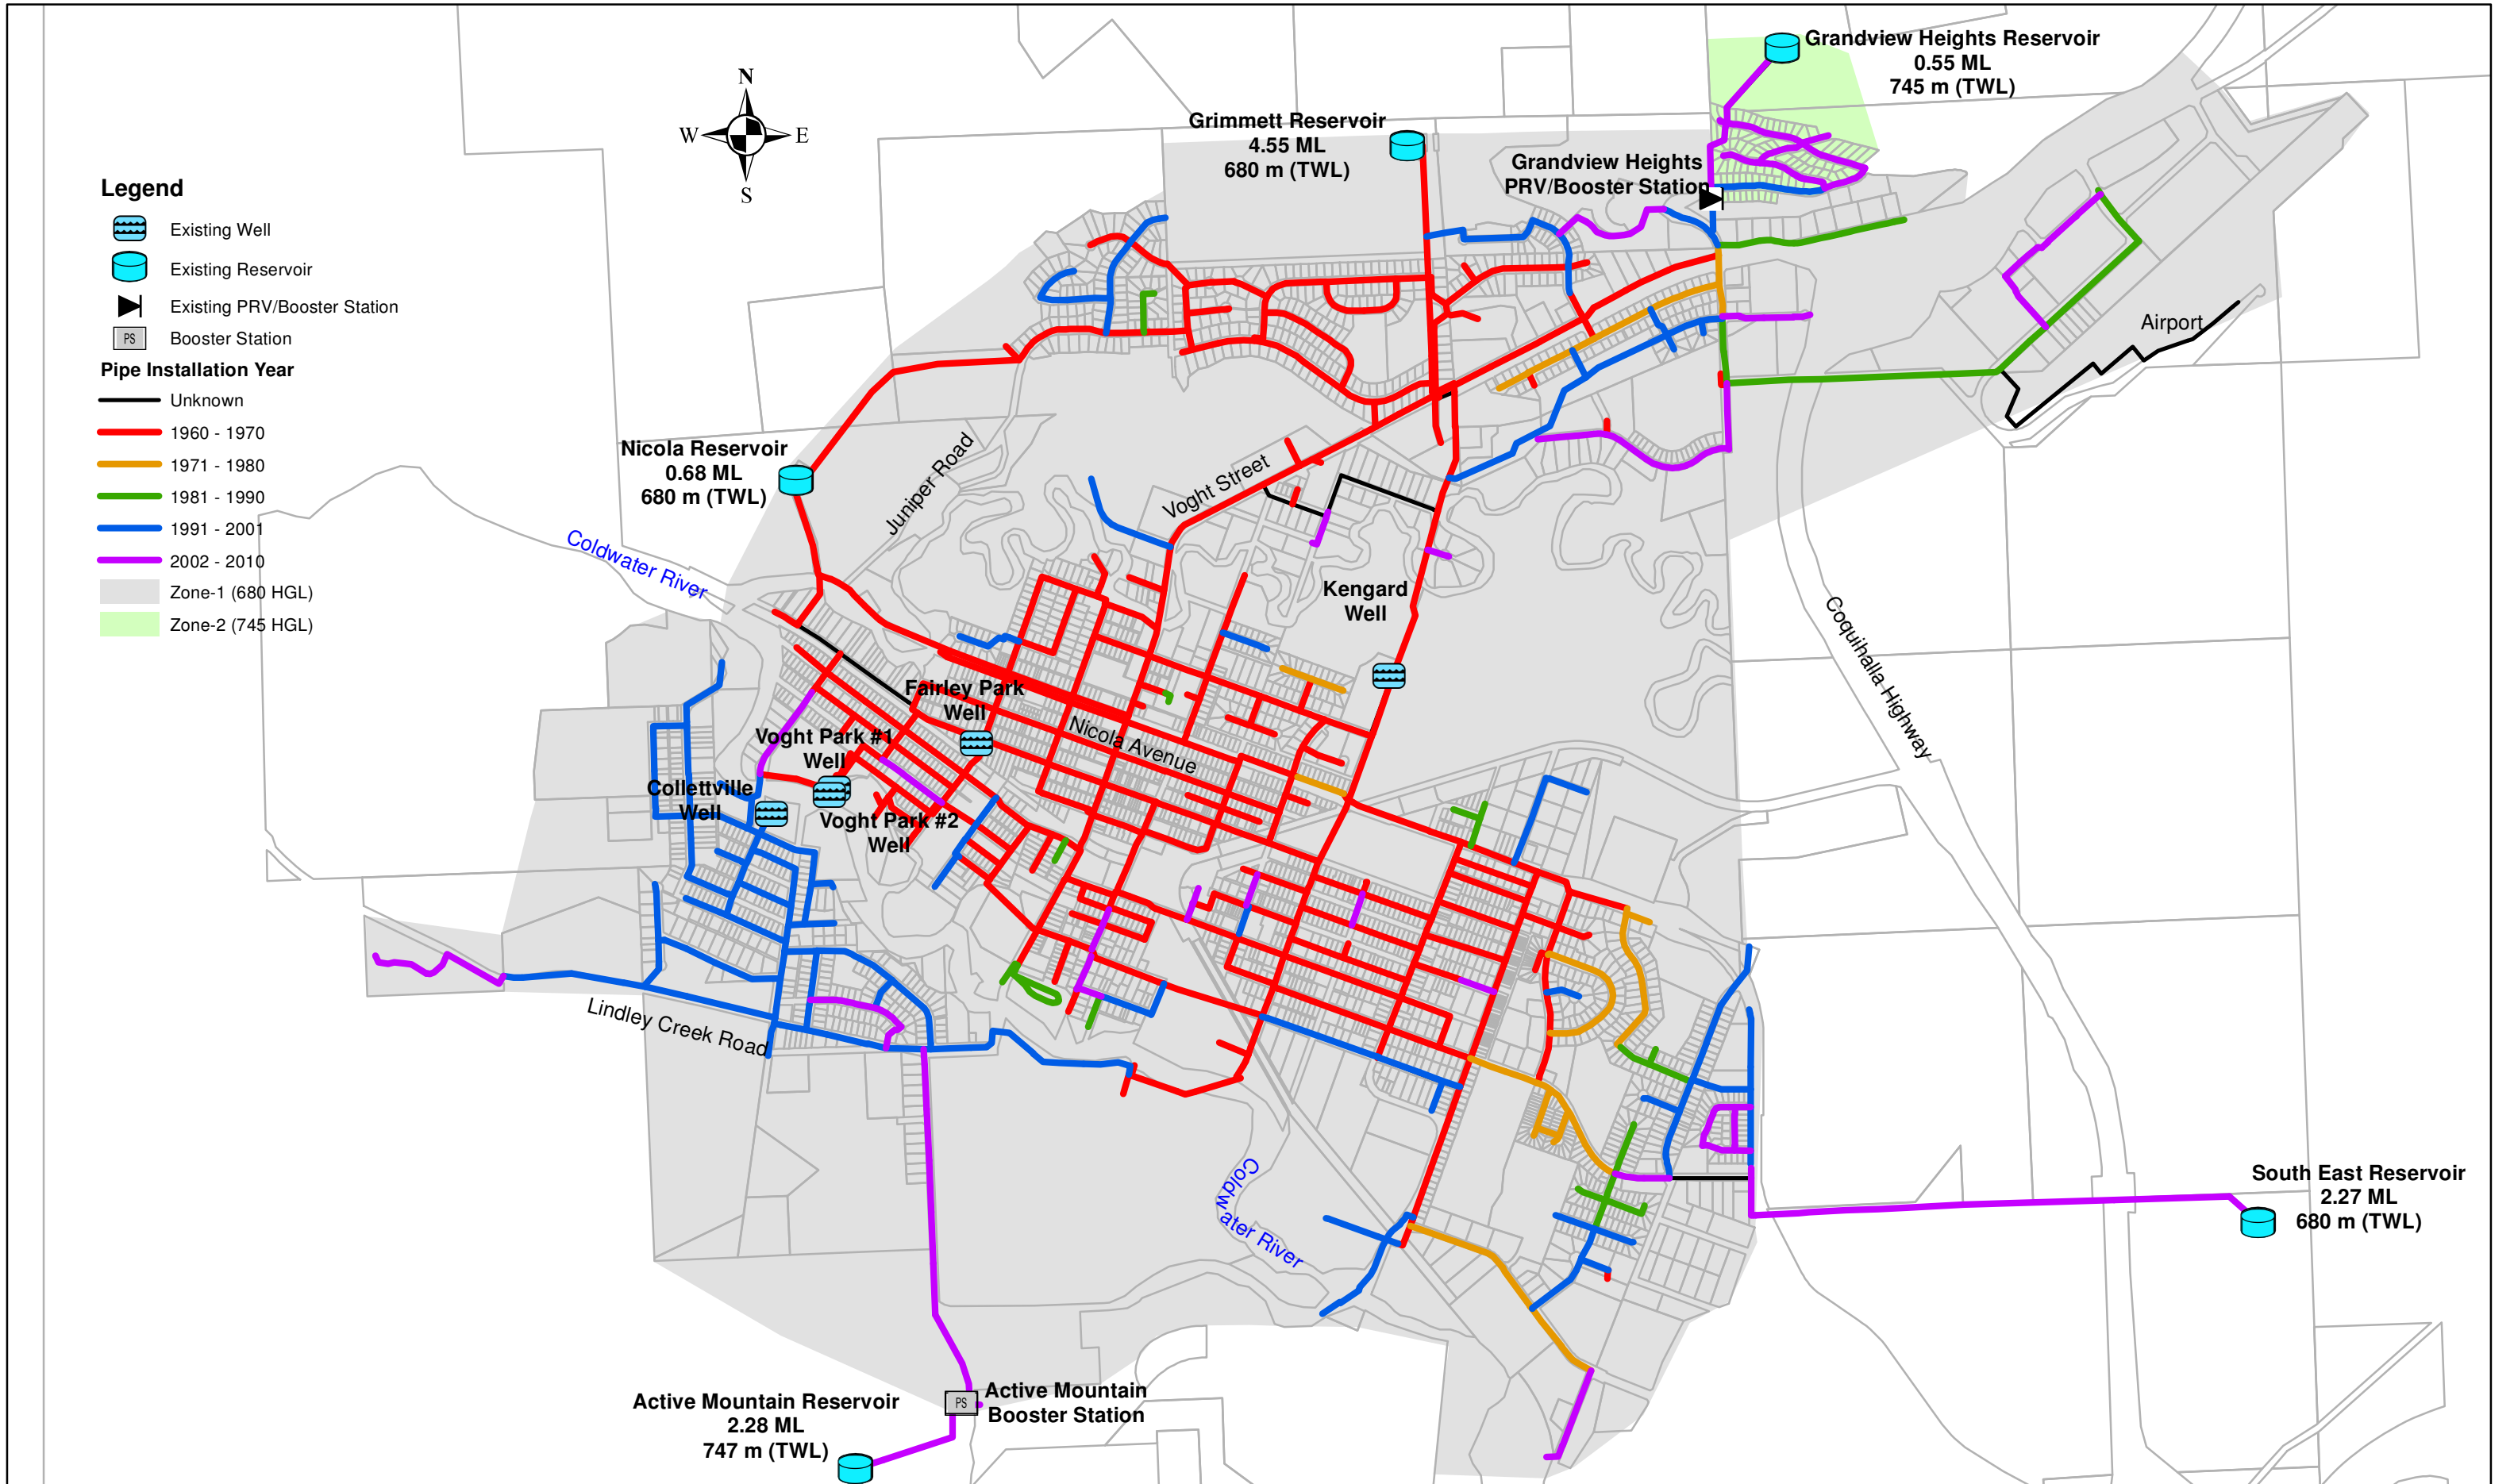 Grandview Heights Reservoir
0.55 ML
745 m (TWL)
N
W
E
S
Grimmett Reservoir
4.55 ML
680 m (TWL)
Grandview Heights
PRV/Booster Station
Legend
Existing Well
Existing Reservoir
Existing PRV/Booster Station
PS
Booster Station
Pipe Installation Year
Unknown
1960 - 1970
1971 - 1980
1981 - 1990
1991 - 2001
2002 - 2010
Zone-1 (680 HGL)
Zone-2 (745 HGL)
Airport
Nicola Reservoir
0.68 ML
680 m (TWL)
Juniper Road
Voght Street
Coldwater River
Kengard
Well
Coquihalla Highway
Fairley Park
Well
Nicola Avenue
Voght Park #1
Well
Collettville
Well
Voght Park #2
Well
Lindley Creek Road
Coldwater River
South East Reservoir
2.27 ML
680 m (TWL)
Active Mountain Reservoir
2.28 ML
747 m (TWL)
PS
Active Mountain
Booster Station